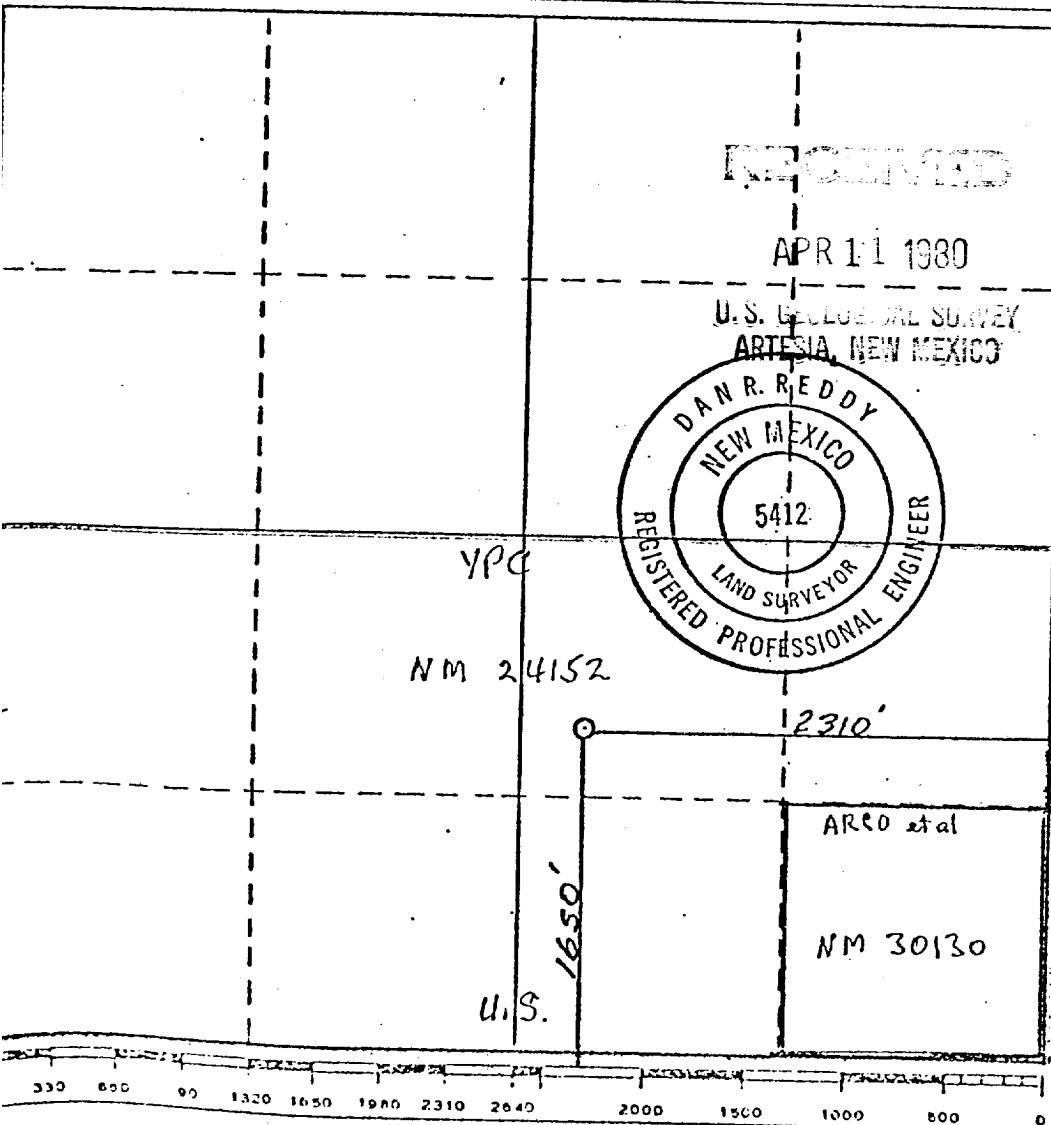 RECEIVED
APR 11 1980
U.S. GEOLOGICAL SURVEY
ARTESIA, NEW MEXICO
DAN R. REDDY
NEW MEXICO
5412
LAND SURVEYOR
REGISTERED PROFESSIONAL ENGINEER
YPC
NM 24152
2310'
ARCO et al
1650'
NM 30130
U.S.
330 660 90 1320 1650 1980 2310 2640 2000 1500 1000 500 0